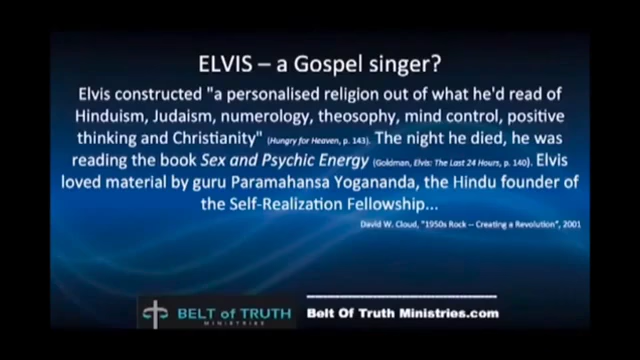 ELVIS – a Gospel singer?
Elvis constructed "a personalised religion out of what he'd read of
Hinduism, Judaism, numerology, theosophy, mind control, positive
thinking and Christianity" (Hungry for Heaven, p. 143). The night he died, he was
reading the book Sex and Psychic Energy (Goldman, Elvis: The Last 24 Hours, p. 140). Elvis
loved material by guru Paramahansa Yogananda, the Hindu founder of
the Self-Realization Fellowship...
David W. Cloud, "1950s Rock -- Creating a Revolution", 2001
BELT of TRUTH
MINISTRIES
Belt Of Truth Ministries.com